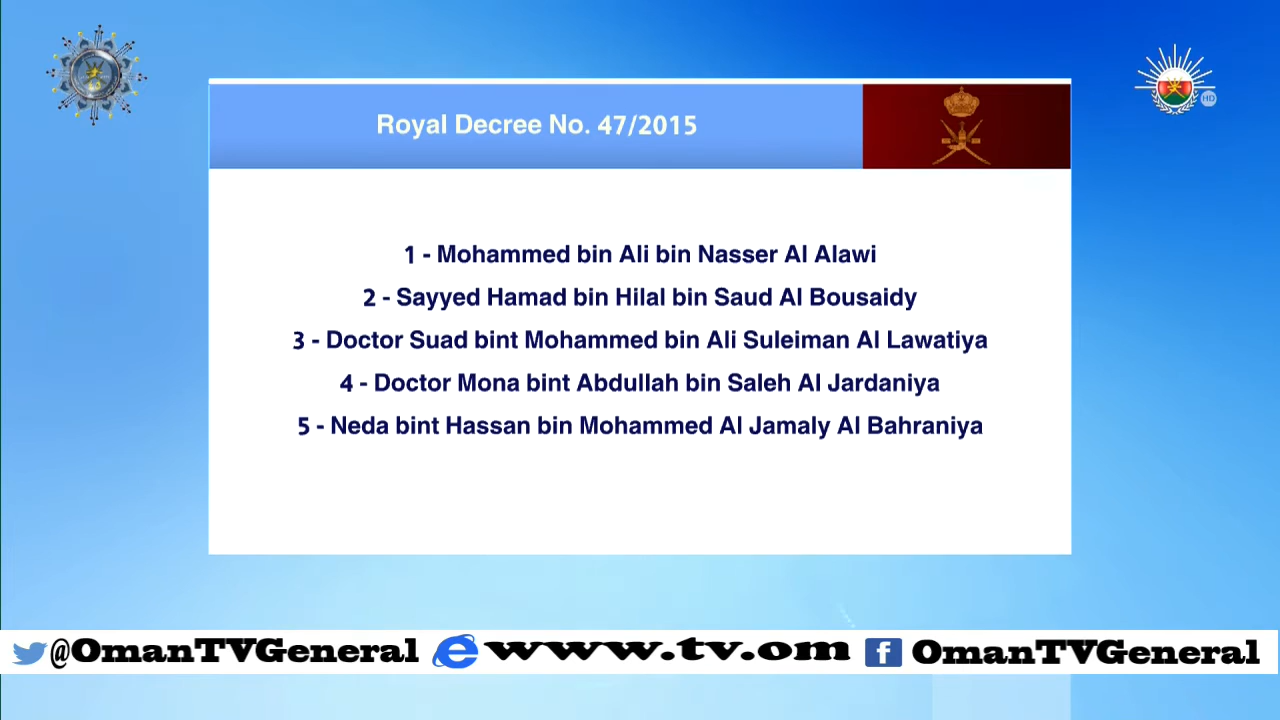 Royal Decree No. 47/2015
1 - Mohammed bin Ali bin Nasser Al Alawi
2 - Sayyed Hamad bin Hilal bin Saud Al Bousaidy
3 - Doctor Suad bint Mohammed bin Ali Suleiman Al Lawatiya
4 - Doctor Mona bint Abdullah bin Saleh Al Jardaniya
5 - Neda bint Hassan bin Mohammed Al Jamaly Al Bahraniya
HD
@OmanTVGeneral www.tv.om OmanTVGeneral